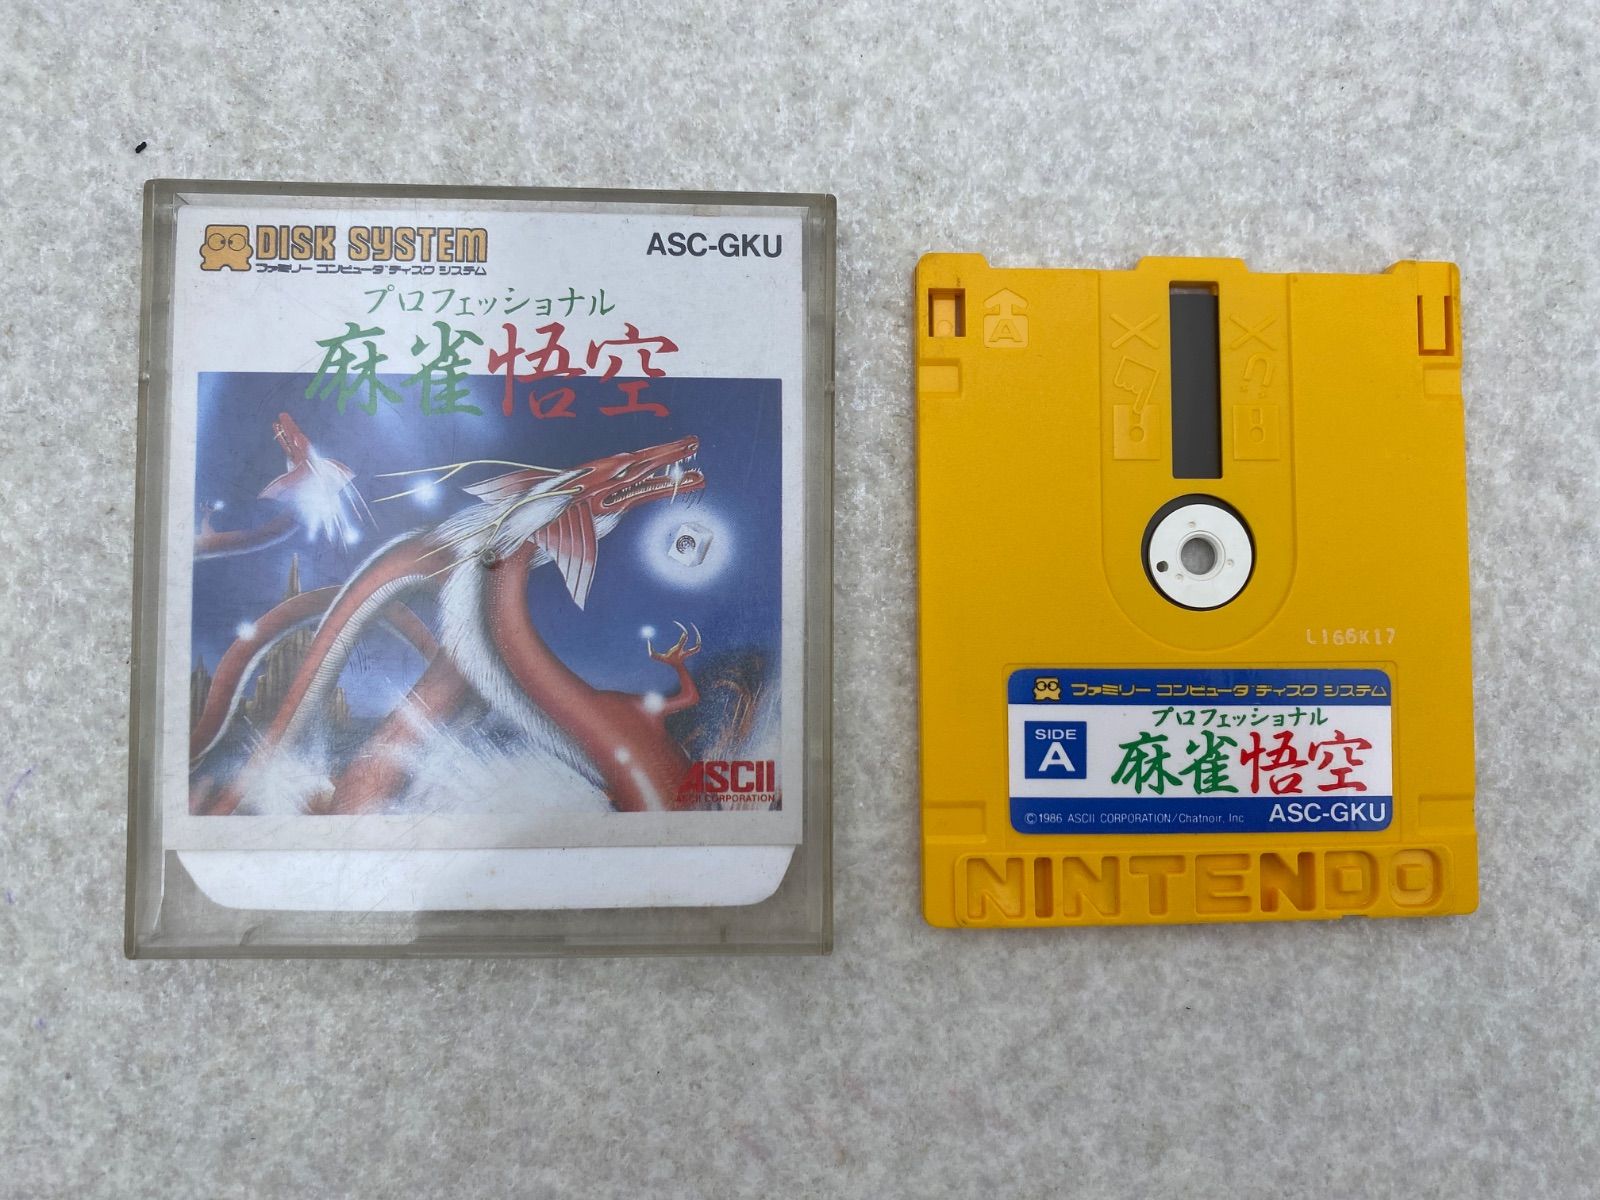 DISK SYSTEM
ファミリー コンピュータ ディスク システム
ASC-GKU
プロフェッショナル
麻雀悟空
ASCII
ASCII CORPORATION
A
L166K17
ファミリー コンピュータ ディスク システム
SIDE
A
プロフェッショナル
麻雀悟空
©1986 ASCII CORPORATION/Chatnoir, Inc
ASC-GKU
NINTENDO